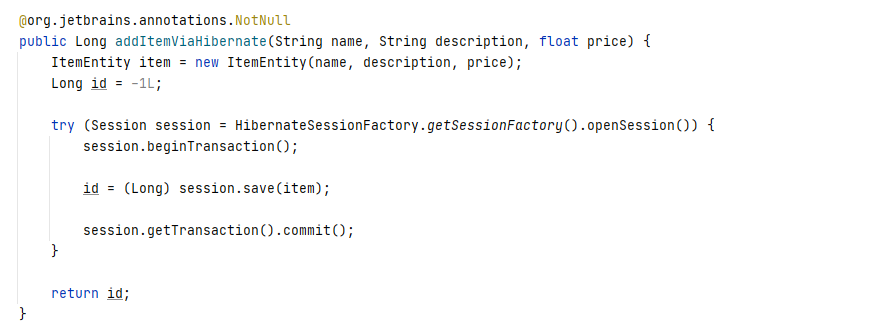 @org.jetbrains.annotations.NotNull
public Long addItemViaHibernate(String name, String description, float price) {
    ItemEntity item = new ItemEntity(name, description, price);
    Long id = -1L;

    try (Session session = HibernateSessionFactory.getSessionFactory().openSession()) {
        session.beginTransaction();

        id = (Long) session.save(item);

        session.getTransaction().commit();
    }

    return id;
}